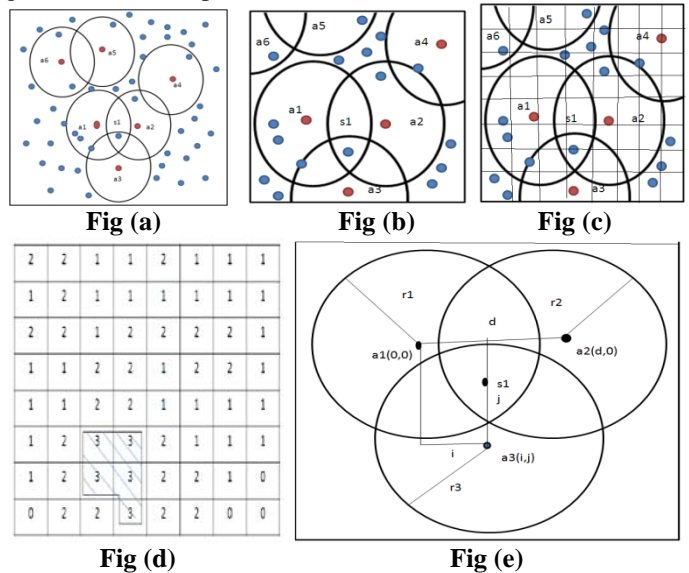 a6
a5
a4
a1
s1
a2
a3
a5
a6
a4
a1
s1
a2
a3
a5
a6
a4
a1
s1
a2
a3
Fig (a)
Fig (b)
Fig (c)
2 2 1 1 2 1 1 1
1 2 1 1 1 1 1 1
2 2 1 2 2 2 2 1
1 1 2 2 1 2 2 1
1 1 2 2 1 1 1 1
1 2 3 3 2 1 1 1
1 2 3 3 2 2 1 0
0 2 2 3 2 2 0 0
r1
r2
d
a1(0,0)
a2(d,0)
s1
j
i
a3(i,j)
r3
Fig (d)
Fig (e)